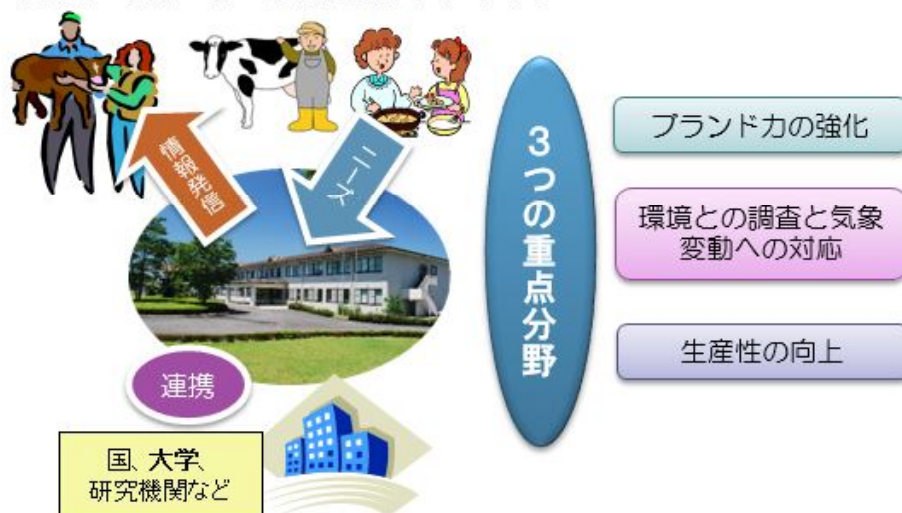 情報発信
ニーズ
連携
国、大学、
研究機関など
3つの重点分野
ブランド力の強化
環境との調査と気象
変動への対応
生産性の向上